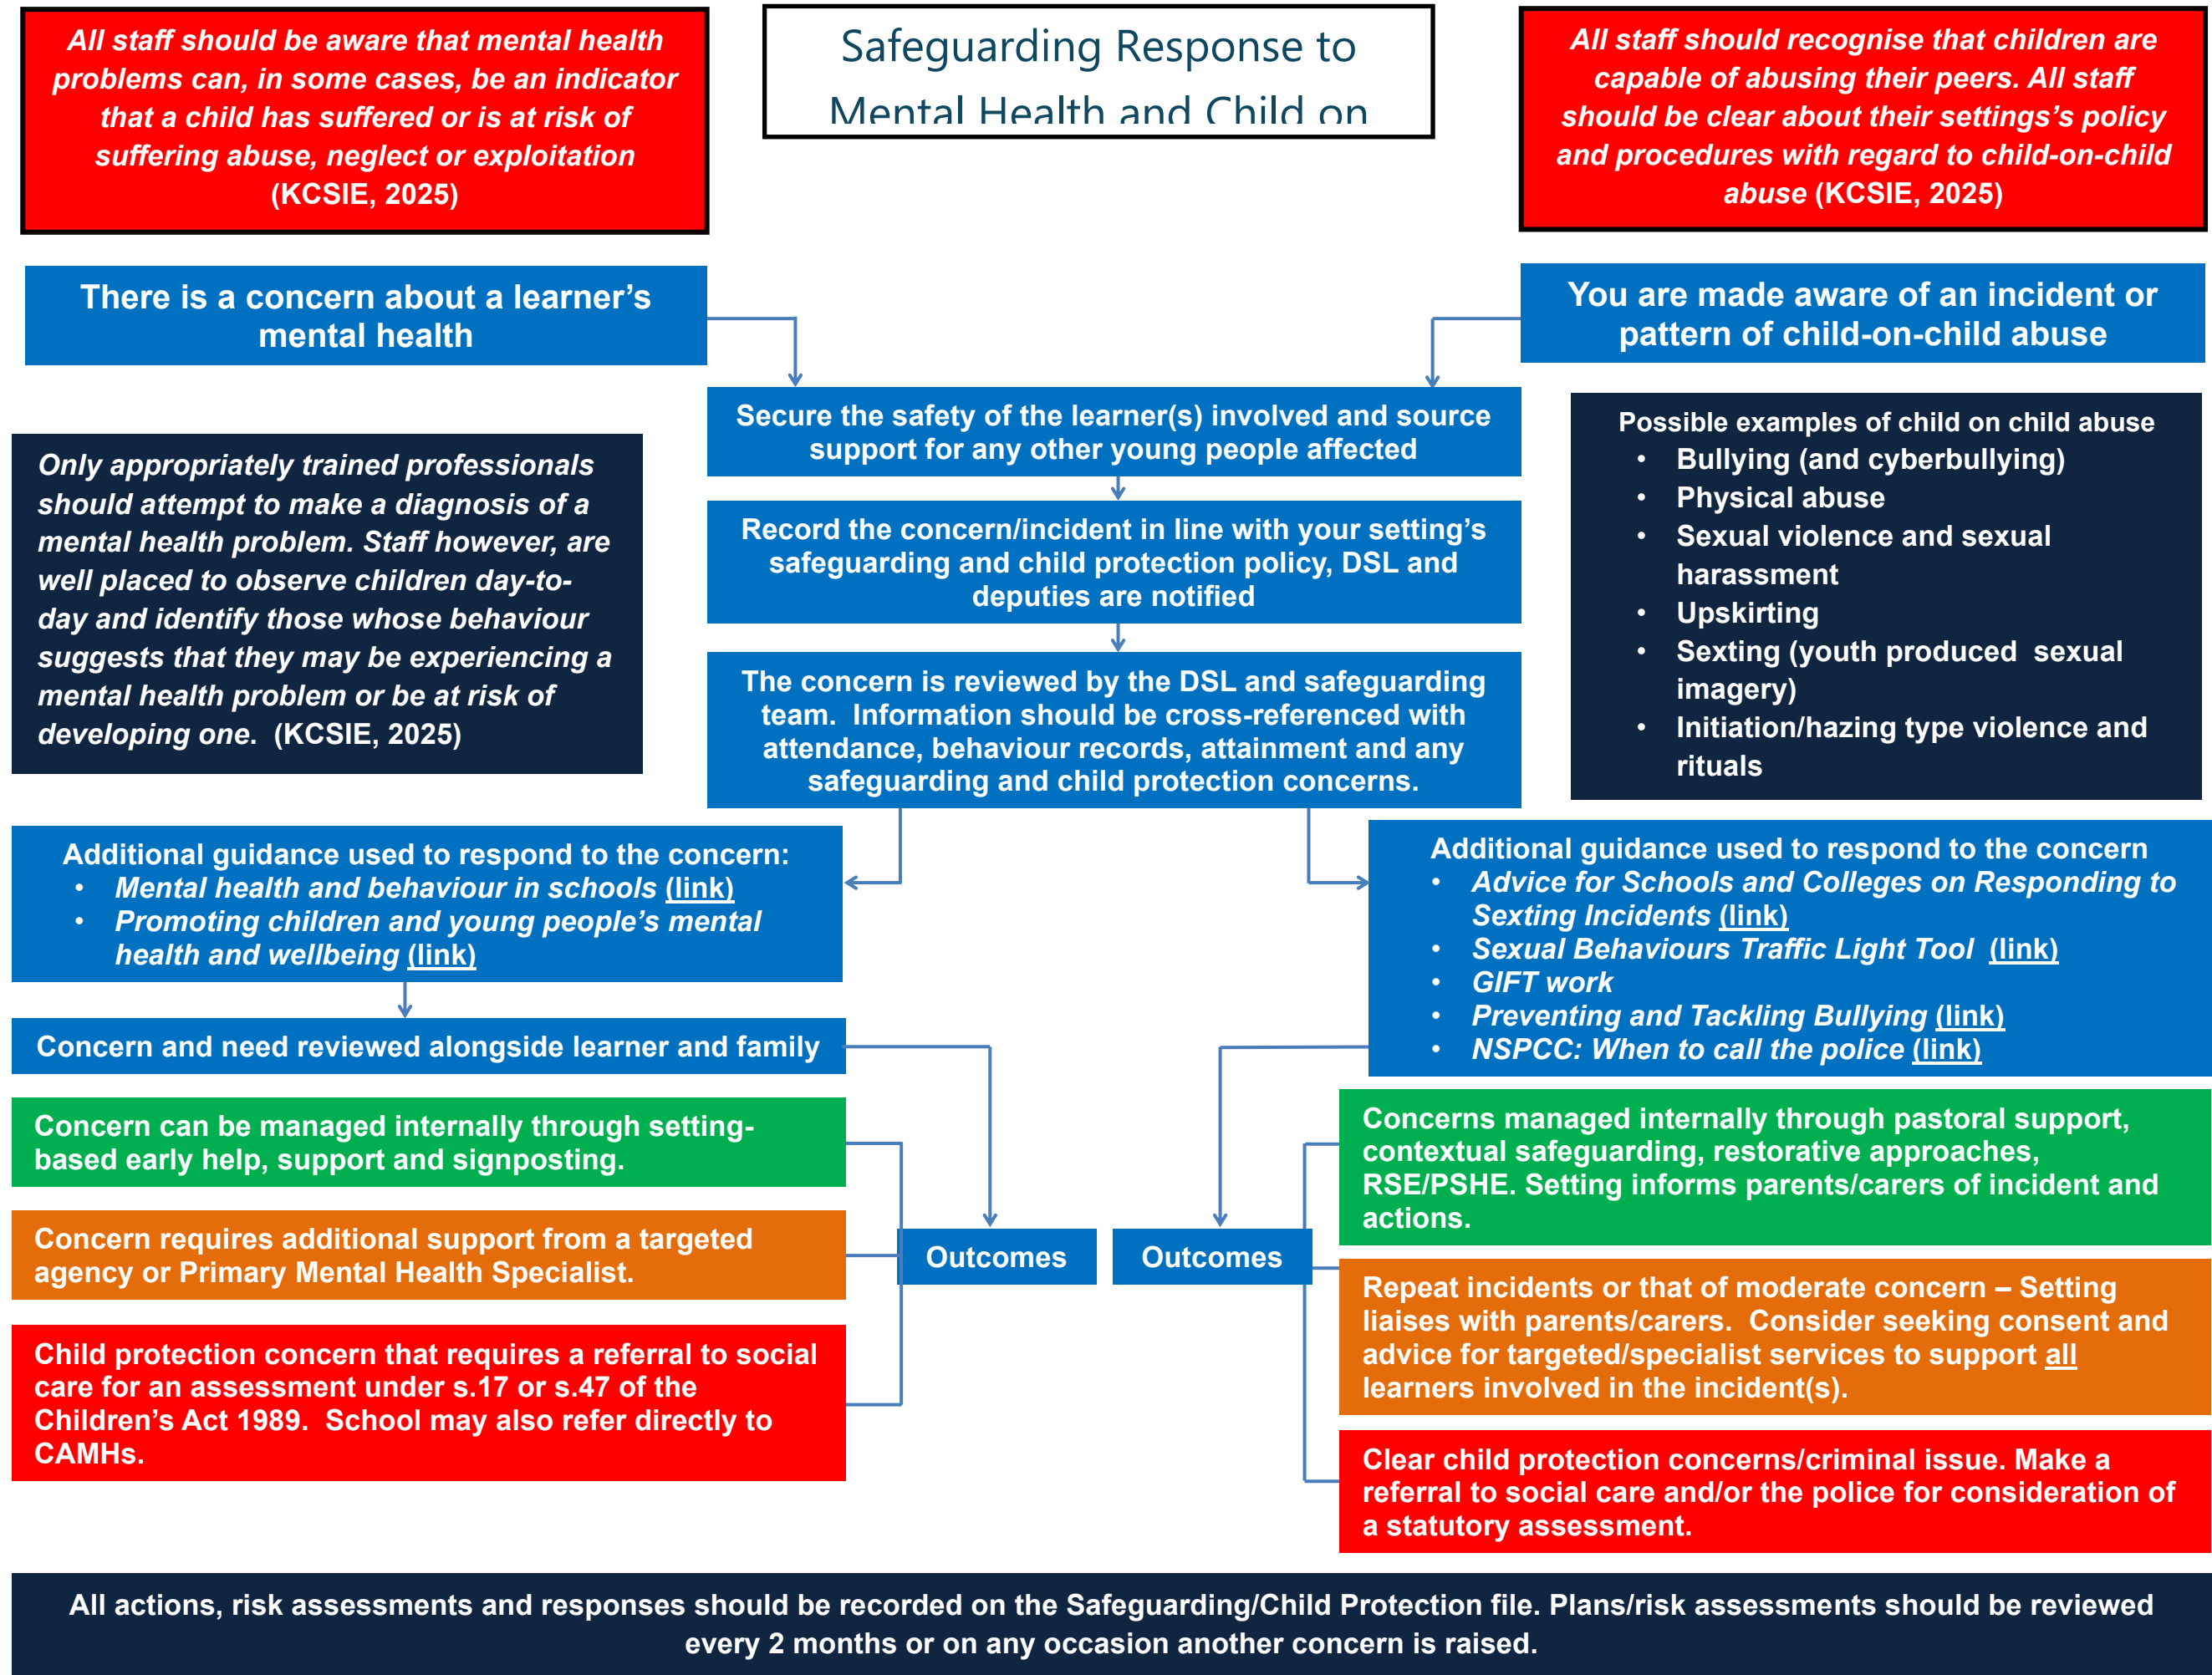 All staff should be aware that mental health
problems can, in some cases, be an indicator
that a child has suffered or is at risk of
suffering abuse, neglect or exploitation
(KCSIE, 2025)
Safeguarding Response to
Mental Health and Child on
All staff should recognise that children are
capable of abusing their peers. All staff
should be clear about their settings's policy
and procedures with regard to child-on-child
abuse (KCSIE, 2025)
There is a concern about a learner’s
mental health
You are made aware of an incident or
pattern of child-on-child abuse
Secure the safety of the learner(s) involved and source
support for any other young people affected
Record the concern/incident in line with your setting’s
safeguarding and child protection policy, DSL and
deputies are notified
The concern is reviewed by the DSL and safeguarding
team.  Information should be cross-referenced with
attendance, behaviour records, attainment and any
safeguarding and child protection concerns.
Only appropriately trained professionals
should attempt to make a diagnosis of a
mental health problem. Staff however, are
well placed to observe children day-to-
day and identify those whose behaviour
suggests that they may be experiencing a
mental health problem or be at risk of
developing one.  (KCSIE, 2025)
Possible examples of child on child abuse
• Bullying (and cyberbullying)
• Physical abuse
• Sexual violence and sexual
harassment
• Upskirting
• Sexting (youth produced  sexual
imagery)
• Initiation/hazing type violence and
rituals
Additional guidance used to respond to the concern:
• Mental health and behaviour in schools (link)
• Promoting children and young people’s mental
health and wellbeing (link)
Additional guidance used to respond to the concern
• Advice for Schools and Colleges on Responding to
Sexting Incidents (link)
• Sexual Behaviours Traffic Light Tool  (link)
• GIFT work
• Preventing and Tackling Bullying (link)
• NSPCC: When to call the police (link)
Concern and need reviewed alongside learner and family
Concern can be managed internally through setting-
based early help, support and signposting.
Concern requires additional support from a targeted
agency or Primary Mental Health Specialist.
Child protection concern that requires a referral to social
care for an assessment under s.17 or s.47 of the
Children’s Act 1989.  School may also refer directly to
CAMHs.
Outcomes
Outcomes
Concerns managed internally through pastoral support,
contextual safeguarding, restorative approaches,
RSE/PSHE. Setting informs parents/carers of incident and
actions.
Repeat incidents or that of moderate concern – Setting
liaises with parents/carers.  Consider seeking consent and
advice for targeted/specialist services to support all
learners involved in the incident(s).
Clear child protection concerns/criminal issue. Make a
referral to social care and/or the police for consideration of
a statutory assessment.
All actions, risk assessments and responses should be recorded on the Safeguarding/Child Protection file. Plans/risk assessments should be reviewed
every 2 months or on any occasion another concern is raised.